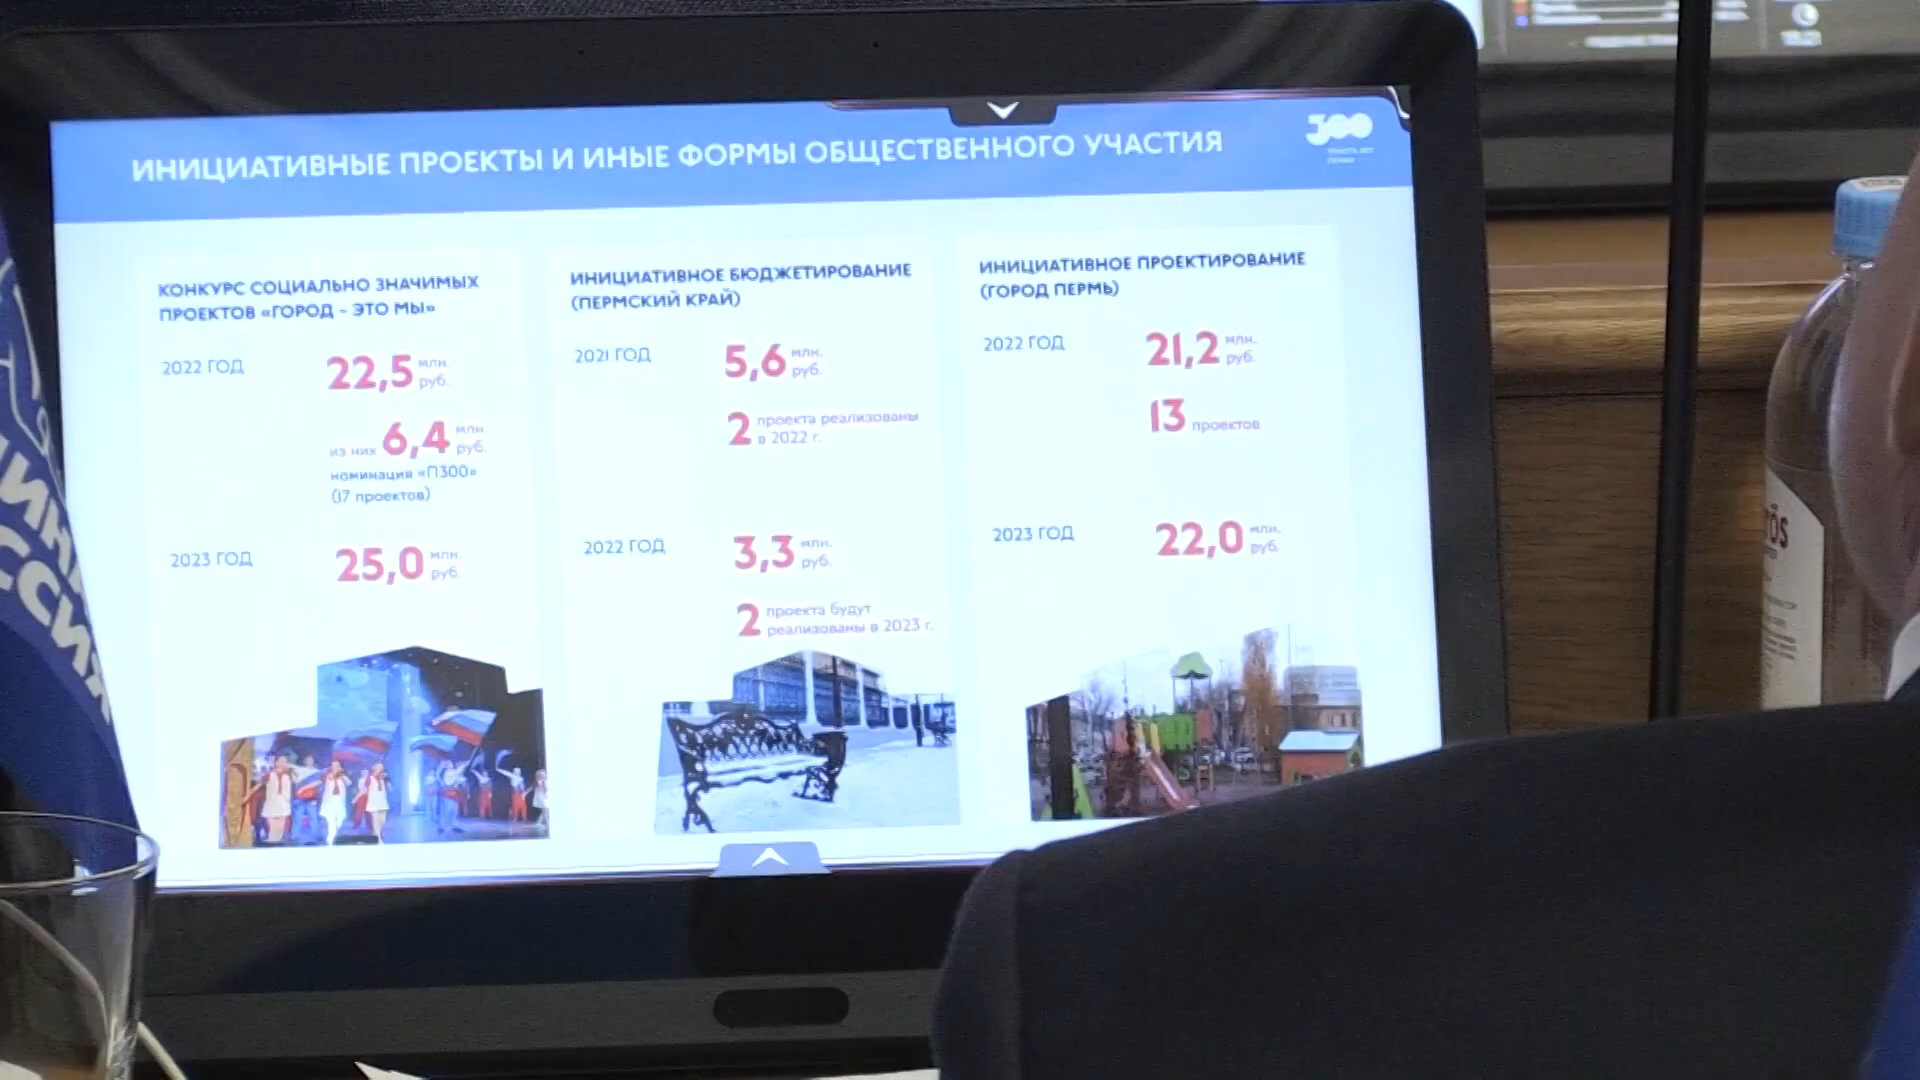 ИНИЦИАТИВНЫЕ ПРОЕКТЫ И ИНЫЕ ФОРМЫ ОБЩЕСТВЕННОГО УЧАСТИЯ
300
КОНКУРС СОЦИАЛЬНО ЗНАЧИМЫХ
ПРОЕКТОВ «ГОРОД - ЭТО МЫ»
2022 ГОД
22,5 млн. руб.
из них 6,4 млн. руб.
номинация «П300»
(17 проектов)
2023 ГОД
25,0 млн. руб.
ИНИЦИАТИВНОЕ БЮДЖЕТИРОВАНИЕ
(ПЕРМСКИЙ КРАЙ)
2021 ГОД
5,6 млн. руб.
2 проекта реализованы
в 2022 г.
2022 ГОД
3,3 млн. руб.
2 проекта будут
реализованы в 2023 г.
ИНИЦИАТИВНОЕ ПРОЕКТИРОВАНИЕ
(ГОРОД ПЕРМЬ)
2022 ГОД
21,2 млн. руб.
13 проектов
2023 ГОД
22,0 млн. руб.